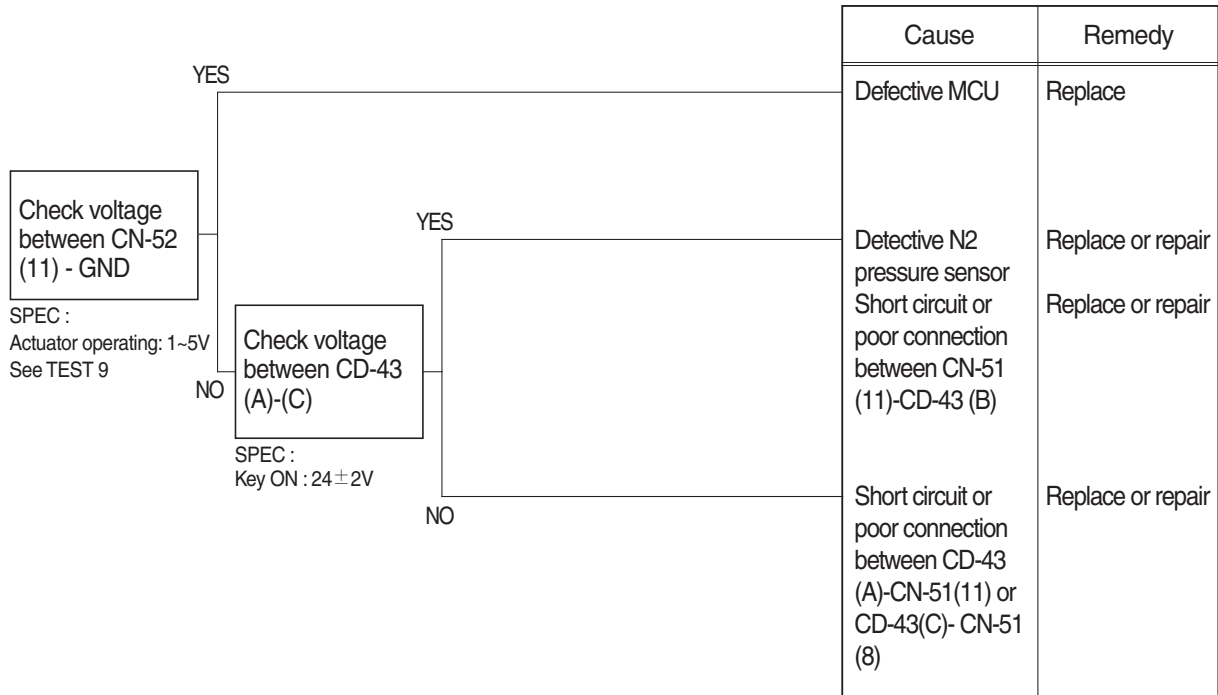 Cause Remedy
YES
Defective MCU Replace
Check voltage
between CN-52
(11) - GND
SPEC :
Actuator operating: 1~5V
See TEST 9
NO
Check voltage
between CD-43
(A)-(C)
SPEC :
Key ON : 24±2V
YES
Detective N2 Replace or repair
pressure sensor
Short circuit or Replace or repair
poor connection
between CN-51
(11)-CD-43 (B)
NO
Short circuit or Replace or repair
poor connection
between CD-43
(A)-CN-51(11) or
CD-43(C)- CN-51
(8)